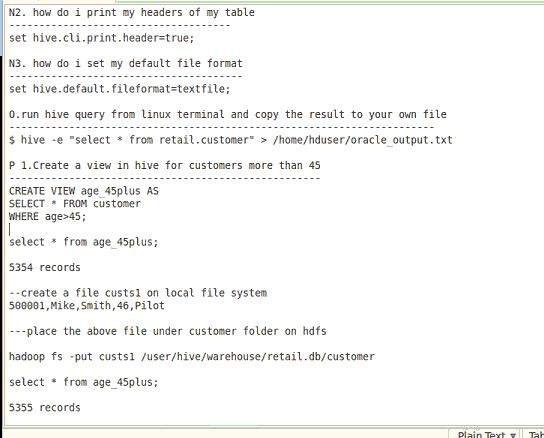 N2. how do i print my headers of my table
-----------------------------------
set hive.cli.print.header=true;
N3. how do i set my default file format
-------------------------------------
set hive.default.fileformat=textfile;
O.run hive query from linux terminal and copy the result to your own file
--------------------------------------------------------------------
$ hive -e "select * from retail.customer" > /home/hduser/oracle_output.txt
P 1.Create a view in hive for customers more than 45
-------------------------------------------------
CREATE VIEW age_45plus AS
SELECT * FROM customer
WHERE age>45;
select * from age_45plus;
5354 records
--create a file custs1 on local file system
500001,Mike,Smith,46,Pilot
---place the above file under customer folder on hdfs
hadoop fs -put custs1 /user/hive/warehouse/retail.db/customer
select * from age_45plus;
5355 records
Plain Text ▼ Tab